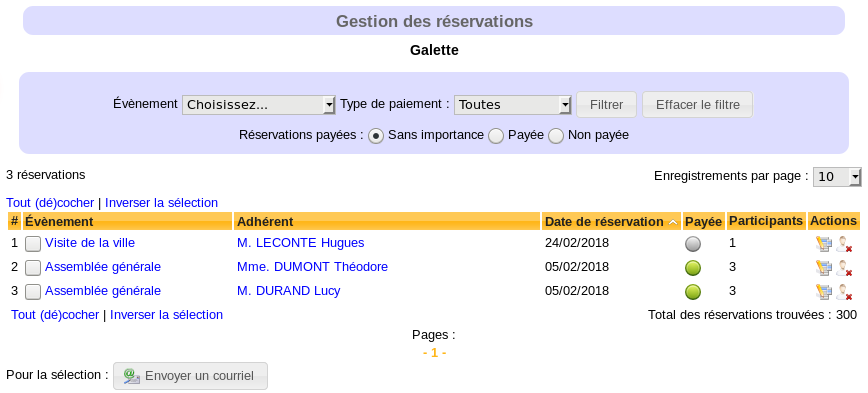 Gestion des réservations
Galette
Évènement Choisissez... Type de paiement : Toutes Filtrer Effacer le filtre
Réservations payées : Sans importance Payée Non payée
3 réservations Enregistrements par page : 10
Tout (dé)cocher | Inverser la sélection
# Évènement Adhérent Date de réservation Payée Participants Actions
1 Visite de la ville M. LECONTE Hugues 24/02/2018 1
2 Assemblée générale Mme. DUMONT Théodore 05/02/2018 3
3 Assemblée générale M. DURAND Lucy 05/02/2018 3
Tout (dé)cocher | Inverser la sélection Total des réservations trouvées : 300
Pages :
- 1 -
Pour la sélection : Envoyer un courriel